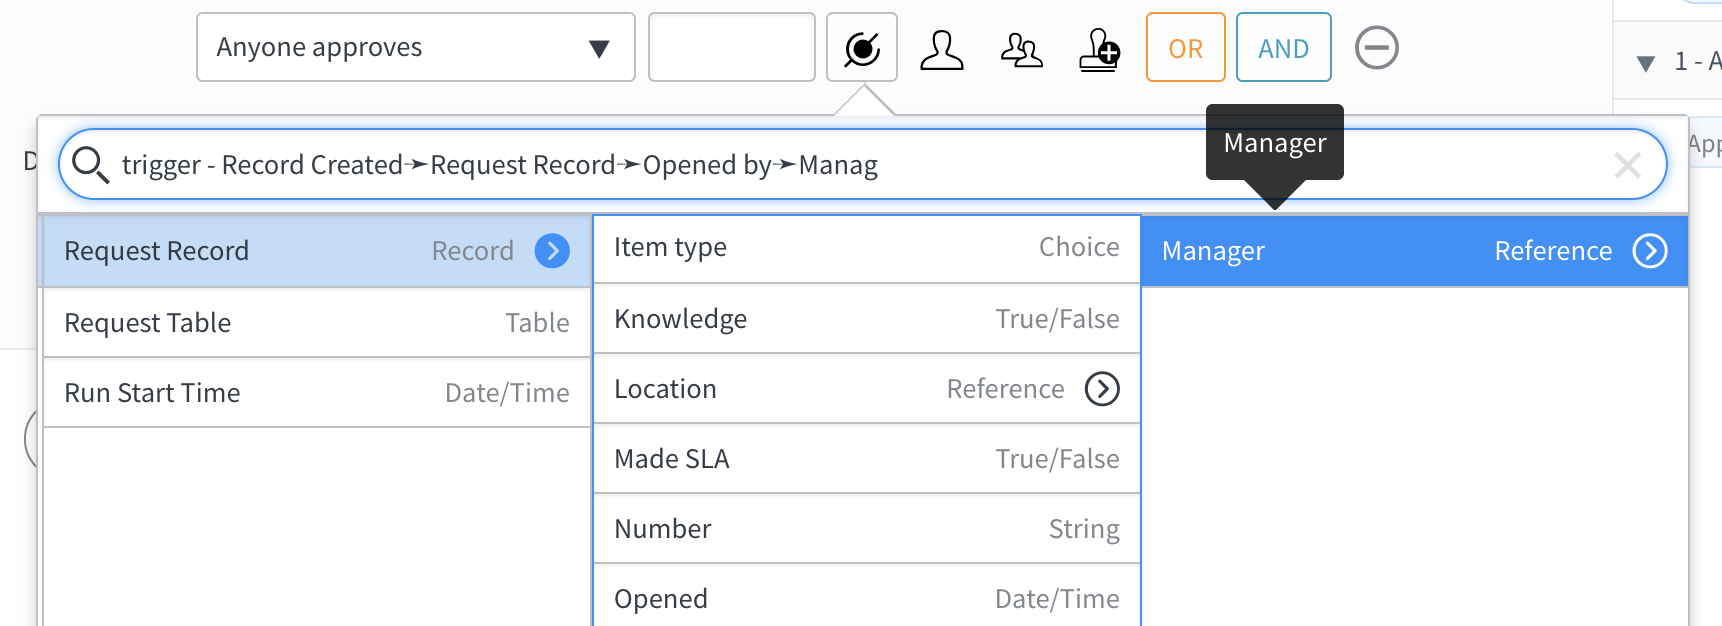 Anyone approves ▼ OR AND
▼ 1 - A
D
Manager
App
trigger - Record Created➛Request Record➛Opened by➛Manag
Request Record Record
Request Table Table
Run Start Time Date/Time
Item type Choice
Knowledge True/False
Location Reference
Made SLA True/False
Number String
Opened Date/Time
Manager Reference